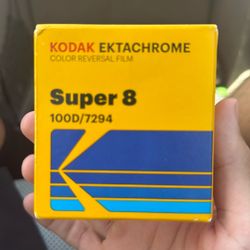 KODAK EKTACHROME
COLOR REVERSAL FILM
Super 8
100D/7294